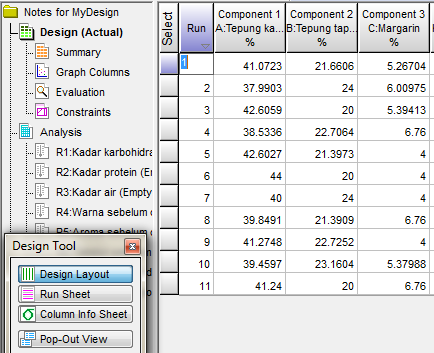 Notes for MyDesign
Design (Actual)
Summary
Graph Columns
Evaluation
Constraints
Analysis
R1:Kadar karbohidra
R2:Kadar protein (En
R3:Kadar air (Empty
R4:Warna sebelum d
Design Tool
Design Layout
Run Sheet
Column Info Sheet
Pop-Out View
Select Run Component 1 Component 2 Component 3
A:Tepung ka... B:Tepung tap... C:Margarin
% % %
1 41.0723 21.6606 5.26704
2 37.9903 24 6.00975
3 42.6059 20 5.39413
4 38.5336 22.7064 6.76
5 42.6027 21.3973 4
6 44 20 4
7 40 24 4
8 39.8491 21.3909 6.76
9 41.2748 22.7252 4
10 39.4597 23.1604 5.37988
11 41.24 20 6.76